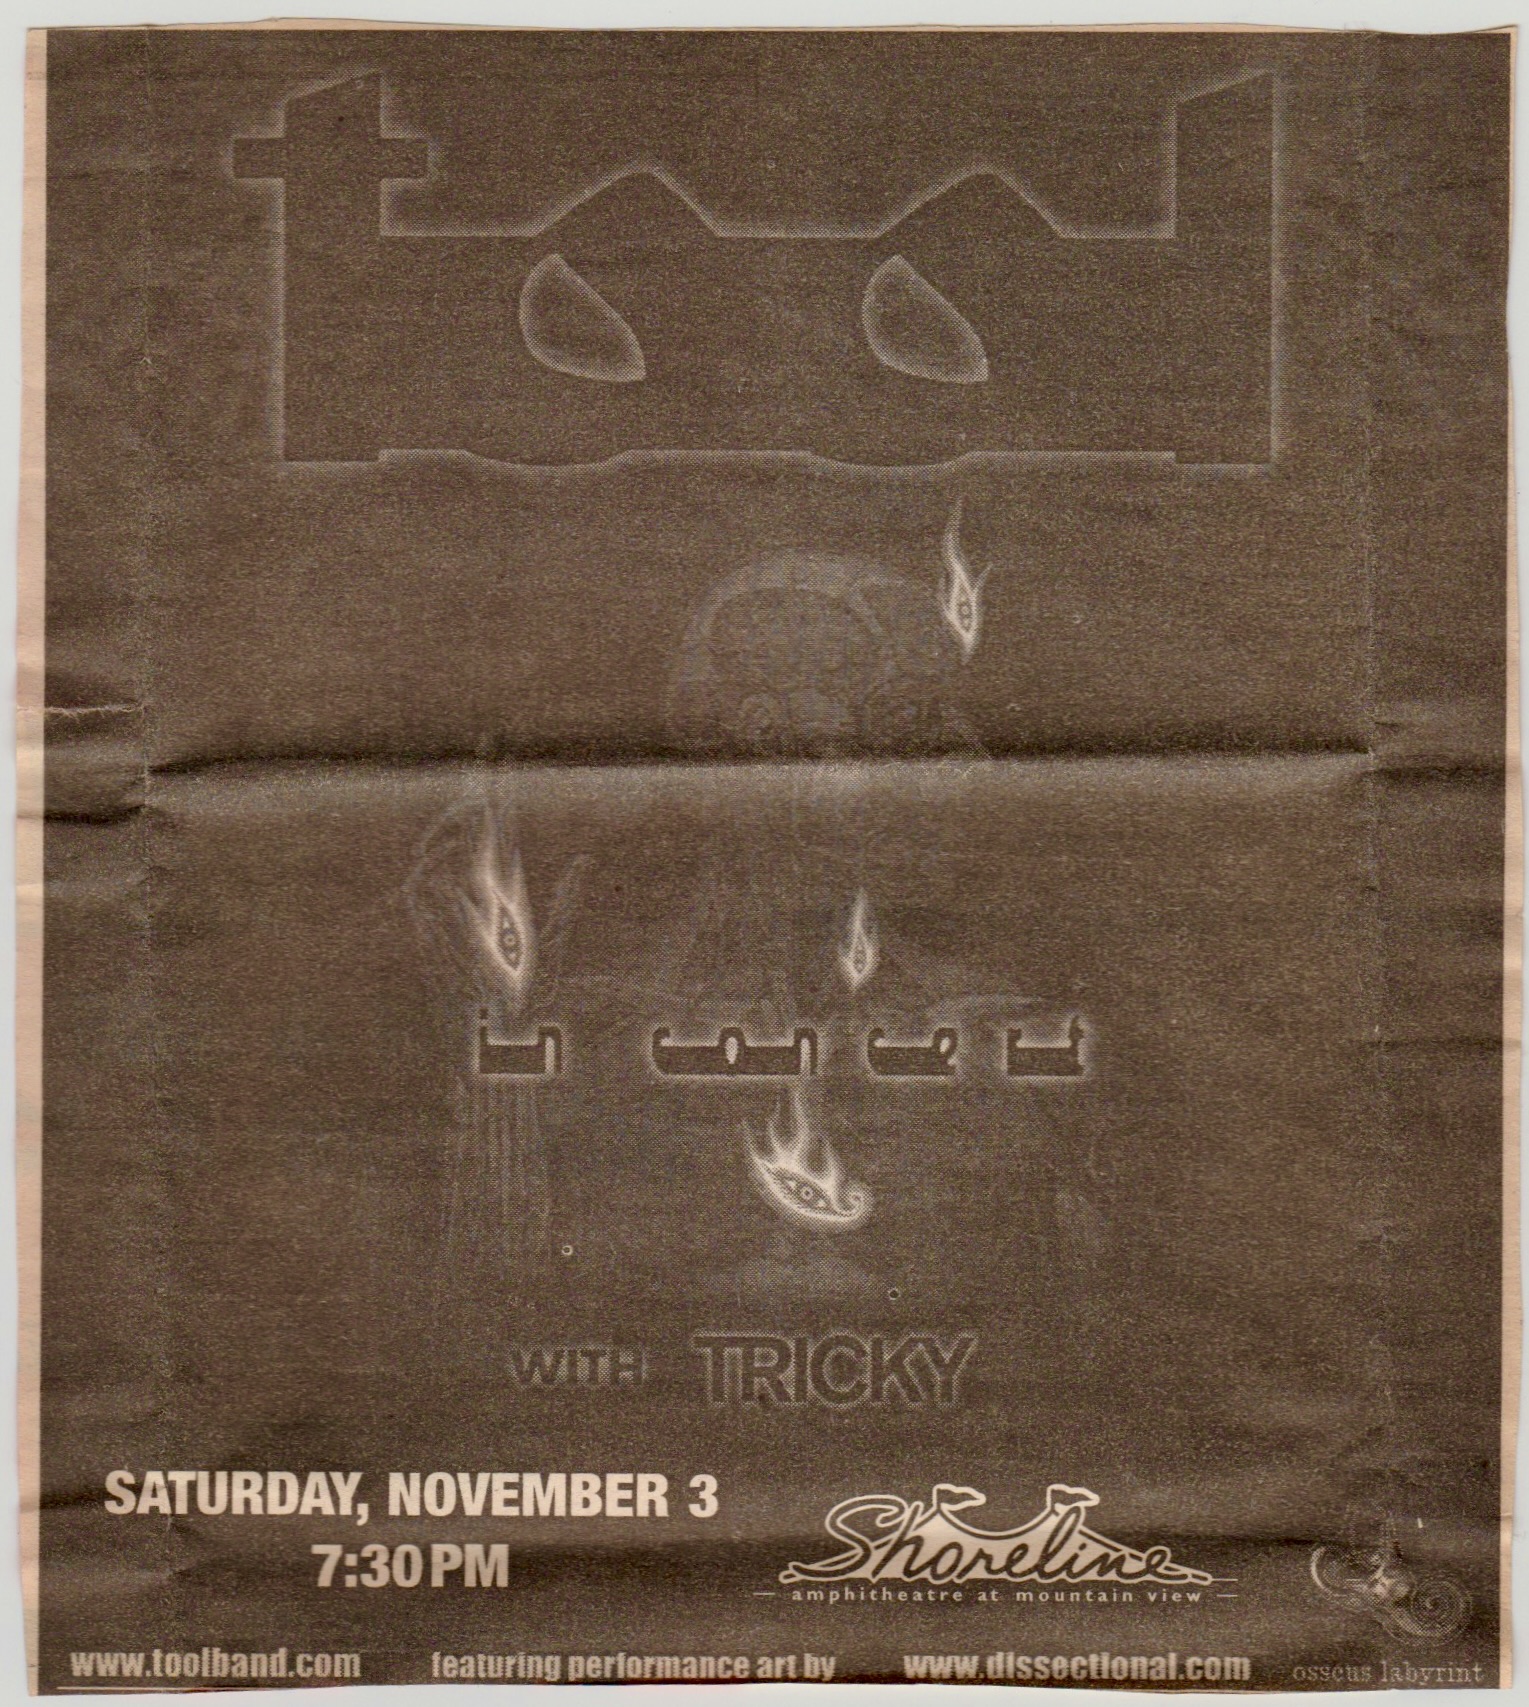 tool
in concert
WITH TRICKY
SATURDAY, NOVEMBER 3
7:30 PM
Shoreline
amphitheatre at mountain view
www.toolband.com featuring performance art by www.dissectional.com osseus labyrint